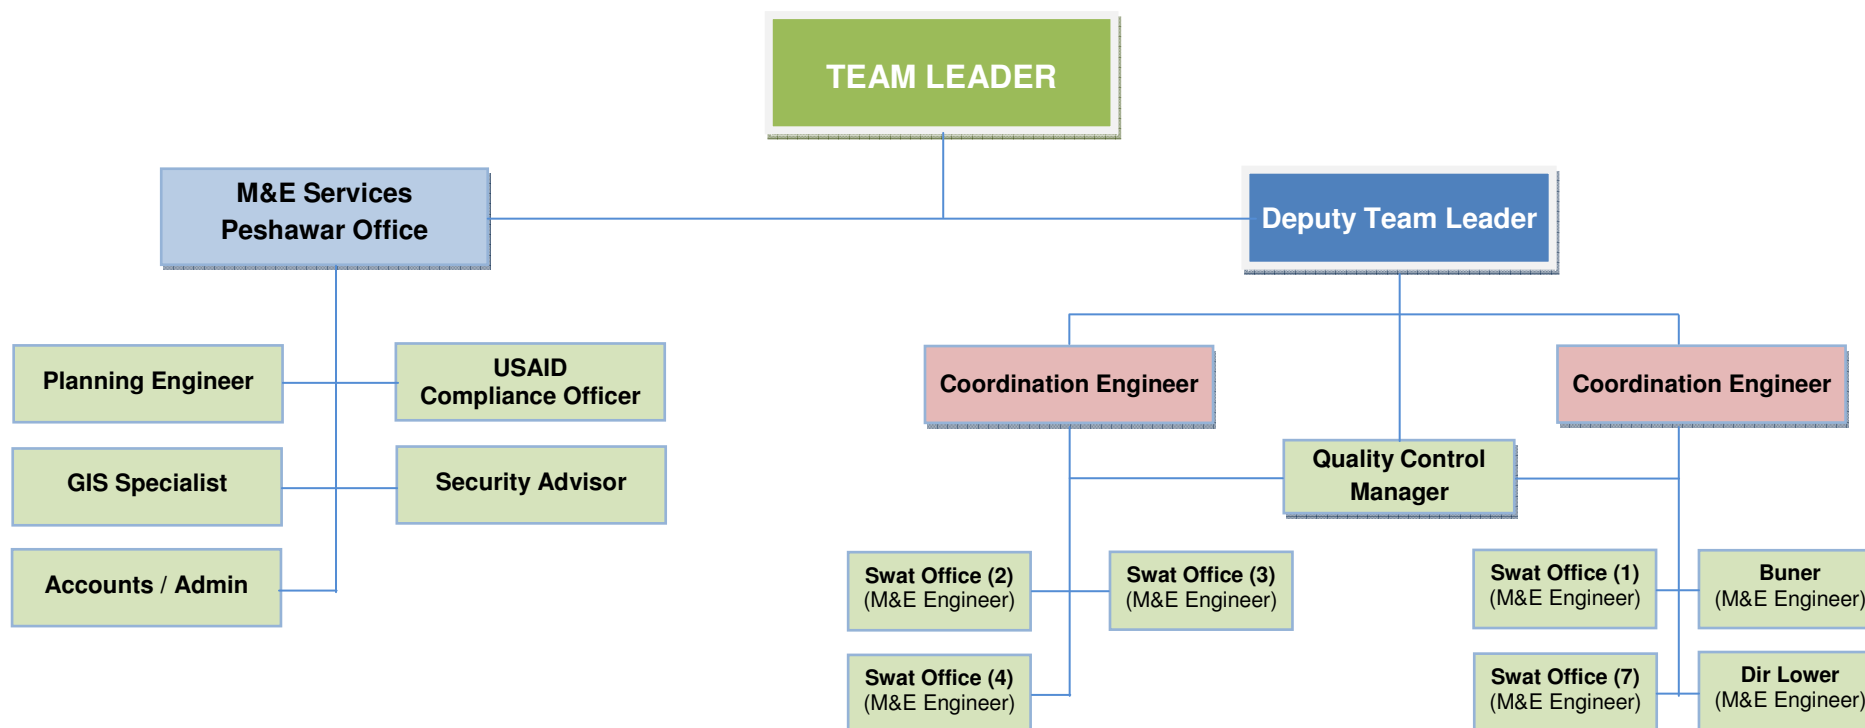 TEAM LEADER
M&E Services
Peshawar Office
Deputy Team Leader
Planning Engineer
USAID
Compliance Officer
Coordination Engineer
Coordination Engineer
GIS Specialist
Security Advisor
Quality Control
Manager
Accounts / Admin
Swat Office (2)
(M&E Engineer)
Swat Office (3)
(M&E Engineer)
Swat Office (1)
(M&E Engineer)
Buner
(M&E Engineer)
Swat Office (4)
(M&E Engineer)
Swat Office (7)
(M&E Engineer)
Dir Lower
(M&E Engineer)